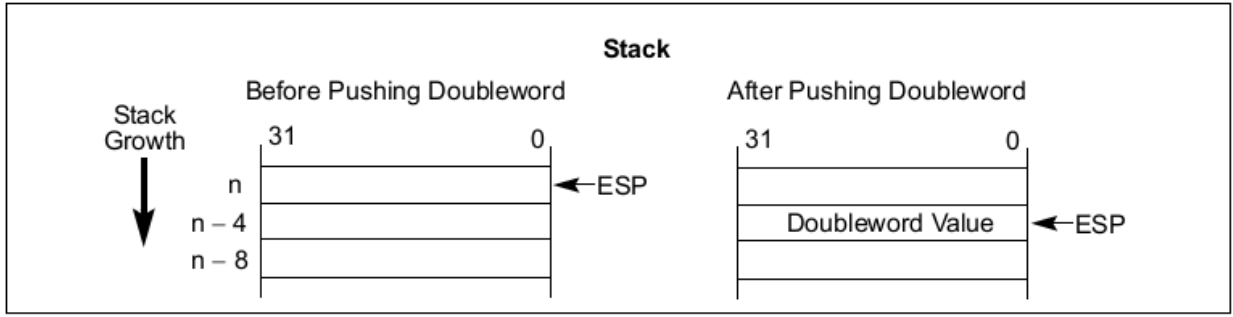 Stack
Before Pushing Doubleword
After Pushing Doubleword
Stack
Growth
31
0
31
0
n
ESP
n – 4
Doubleword Value
ESP
n – 8